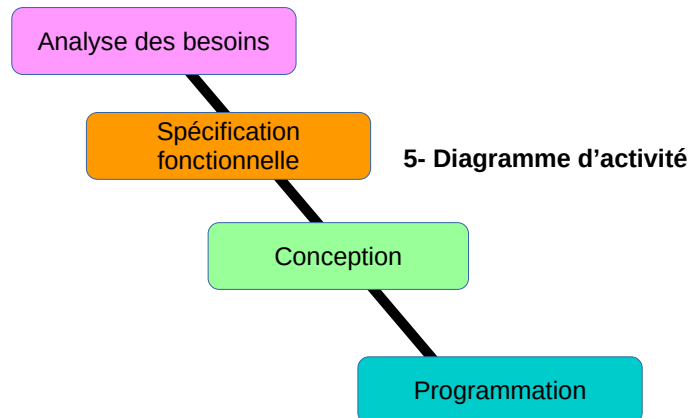 Analyse des besoins
Spécification
fonctionnelle
5- Diagramme d’activité
Conception
Programmation